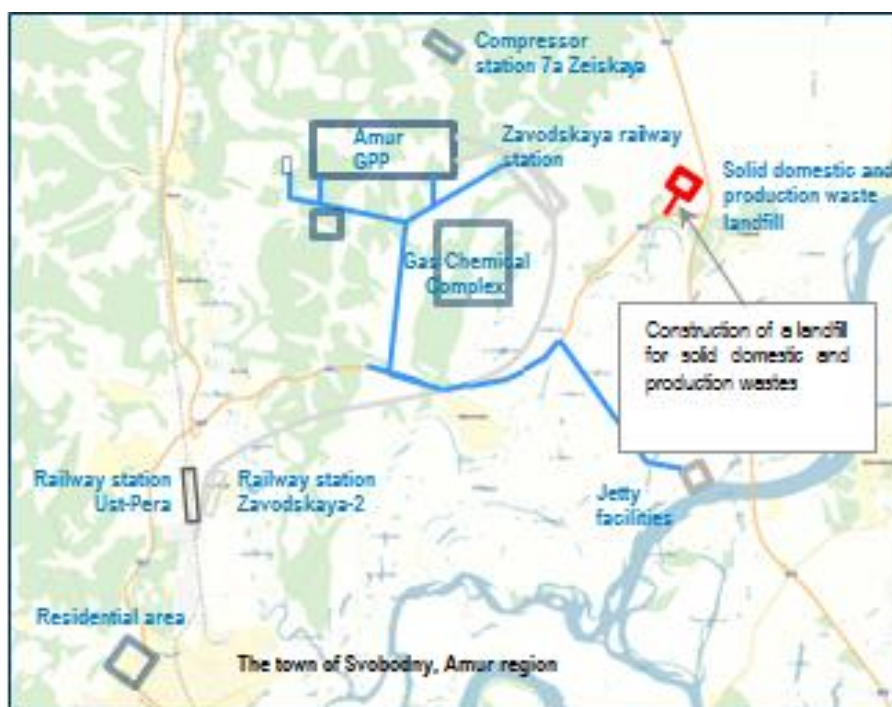 Compressor
station 7a Zeiskaya
Amur
GPP
Zavodskaya railway
station
Solid domestic and
production waste
landfill
Gas Chemical
Complex
Construction of a landfill
for solid domestic and
production wastes
Railway station
Ust-Pera
Railway station
Zavodskaya-2
Jetty
facilities
Residential area
The town of Svobodny, Amur region